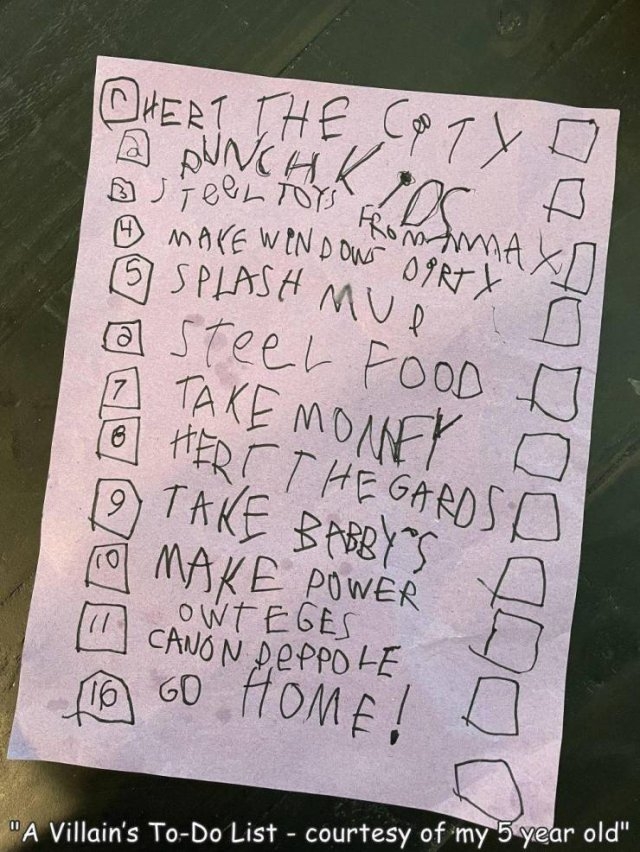 1 HERT THE CITY
2 PUNCH KIDS
3 STEEL TOYS FROM MAX
4 MAKE WINDOWS DIRTY
5 SPLASH MUD
6 STEEL FOOD
7 TAKE MONNEY
8 HERT THE GARDS
9 TAKE BABBY'S
10 MAKE POWER
OWTEGES
11 CANON PEPPOLE
16 GO HOME!
"A Villain's To-Do List - courtesy of my 5 year old"